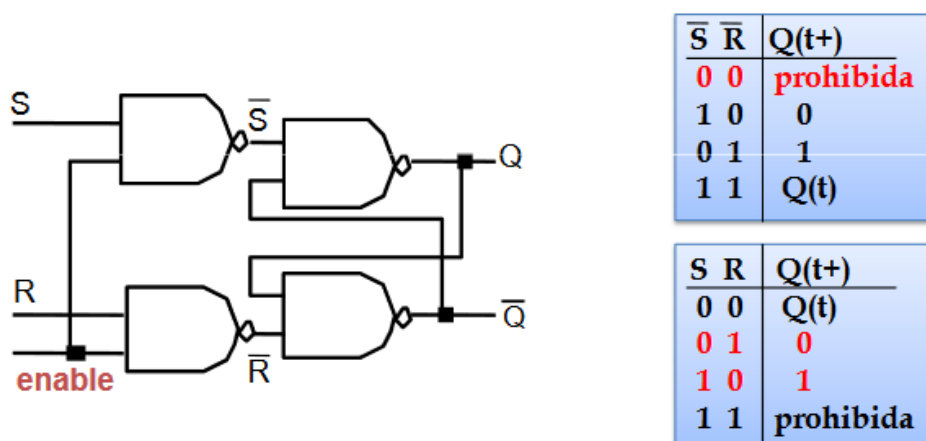 S
S̅
Q
R
R̅
Q̅
enable
S̅ R̅ Q(t+)
0 0 prohibida
1 0 0
0 1 1
1 1 Q(t)
S R Q(t+)
0 0 Q(t)
0 1 0
1 0 1
1 1 prohibida